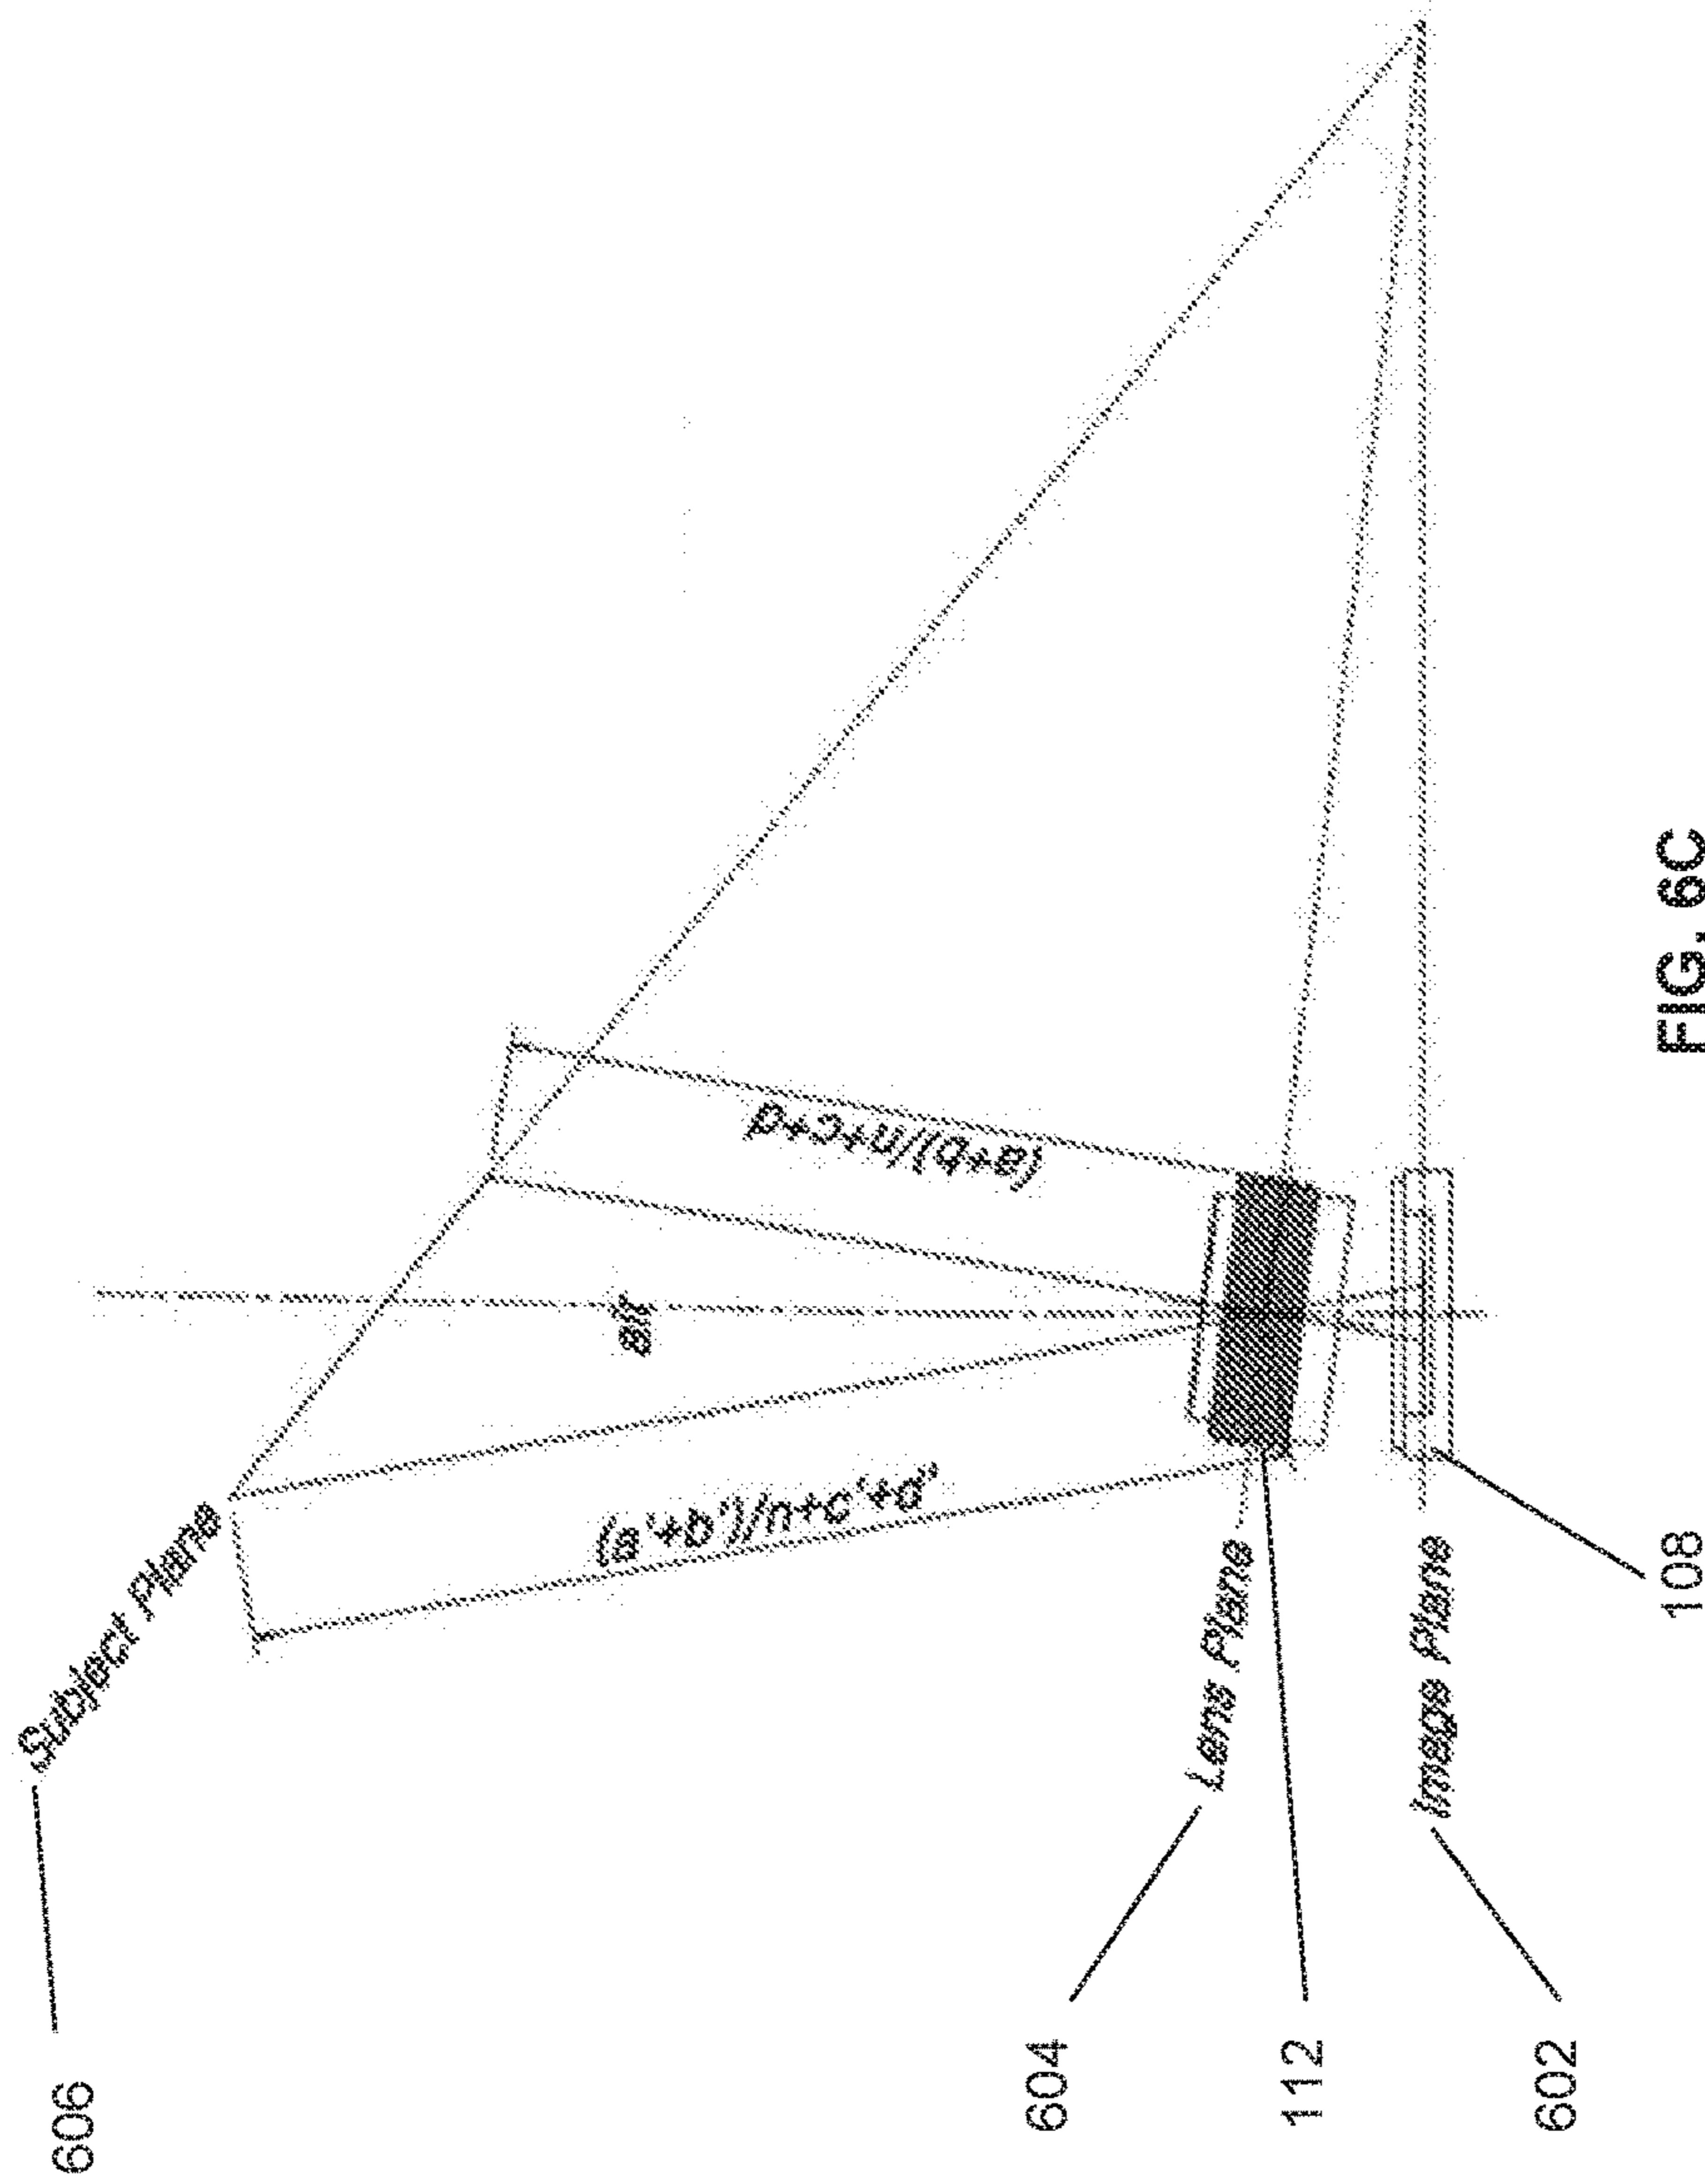 606
Subject Plane
air
(a+b)/n+c+d
(a'+b')/n+c'+d'
604
Lens Plane
112
602
Image Plane
108
FIG. 6C